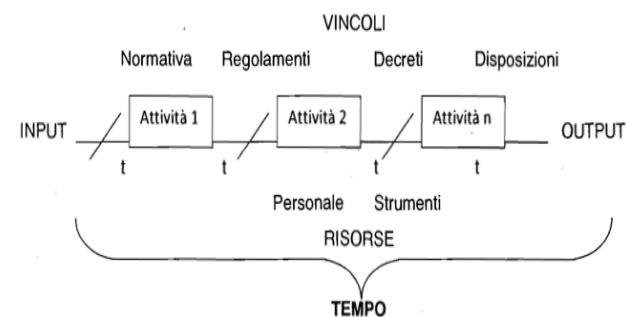 VINCOLI
Normativa Regolamenti Decreti Disposizioni
INPUT Attività 1 Attività 2 Attività n OUTPUT
t t t t
Personale Strumenti
RISORSE
TEMPO